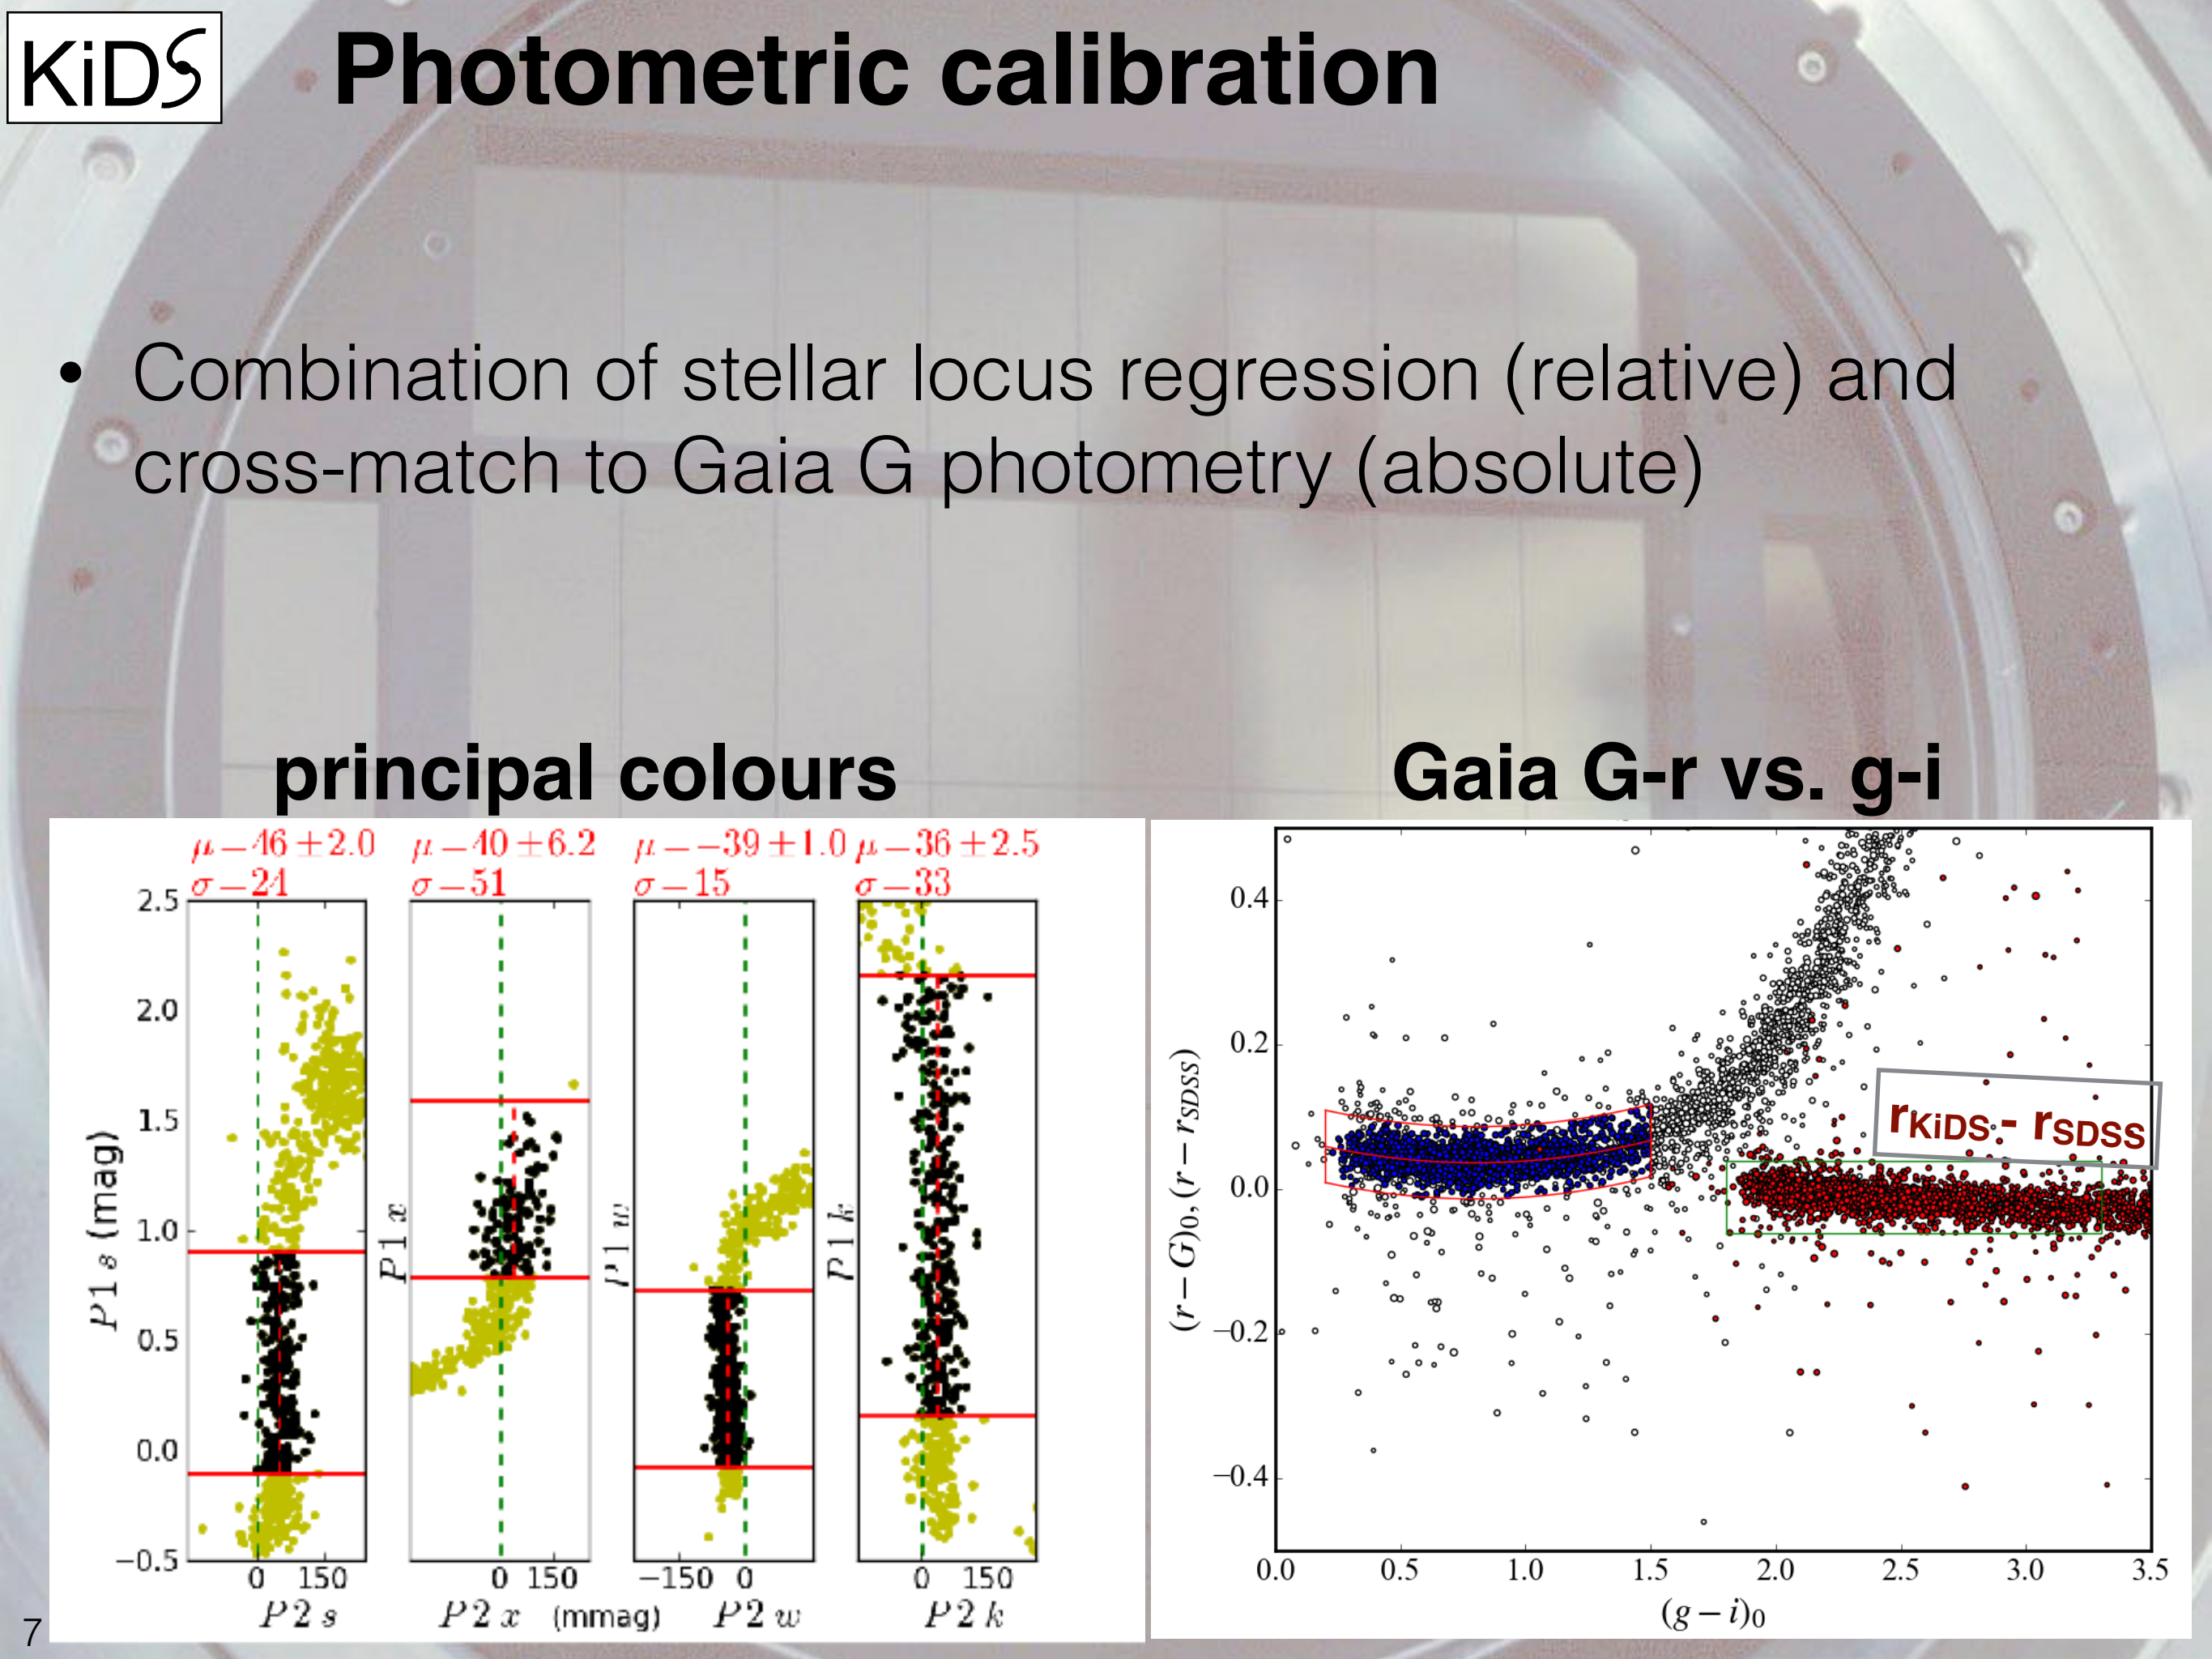 KiDS
Photometric calibration
• Combination of stellar locus regression (relative) and
cross-match to Gaia G photometry (absolute)
principal colours
μ=46±2.0
σ=24
μ=40±6.2
σ=51
μ=−39±1.0
σ=15
μ=36±2.5
σ=33
2.5
2.0
1.5
1.0
0.5
0.0
−0.5
P1 s (mag)
P1 x
P1 w
P1 k
0 150
0 150
−150 0
0 150
P2 s
P2 x (mmag)
P2 w
P2 k
Gaia G-r vs. g-i
0.4
0.2
0.0
−0.2
−0.4
(r−G)0,(r−rSDSS)
rKiDS - rSDSS
0.0 0.5 1.0 1.5 2.0 2.5 3.0 3.5
(g−i)0
7